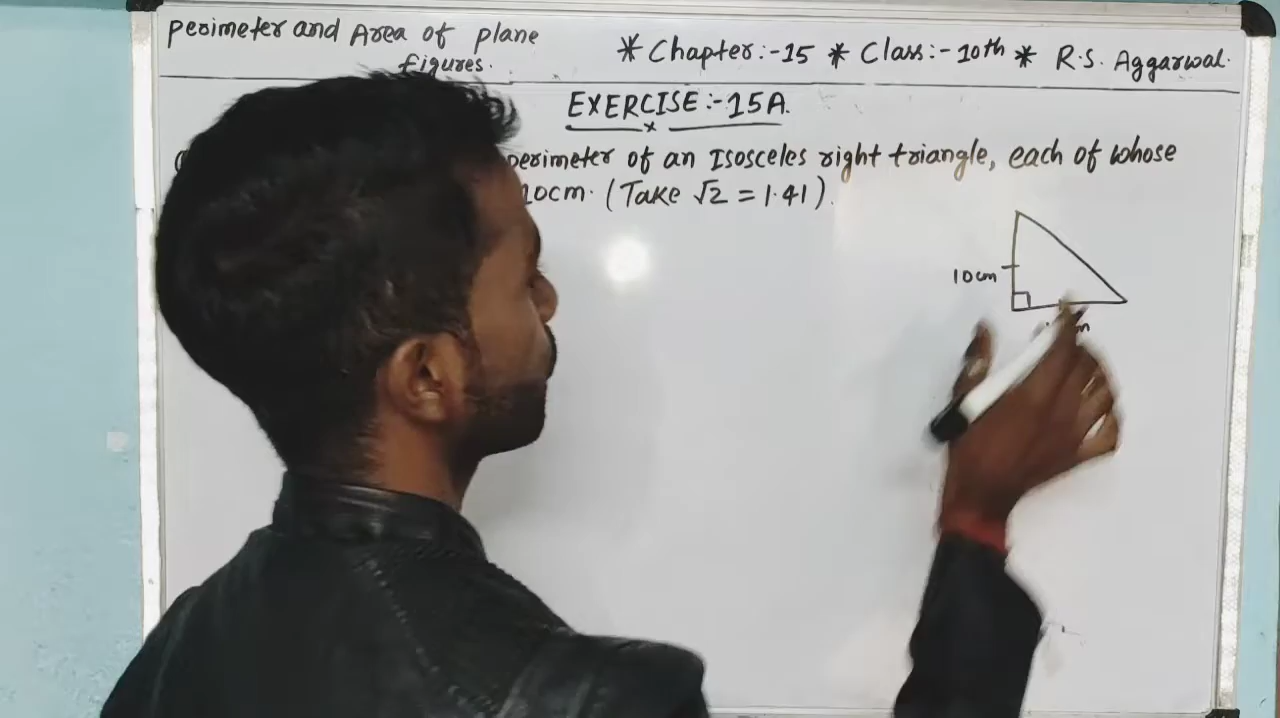 perimeter and Area of plane
figures.
* Chapter:-15 * Class:-10th * R.S. Aggarwal.
EXERCISE:-15A.
perimeter of an Isosceles right triangle, each of whose
10cm. (Take √2 = 1.41).
10cm